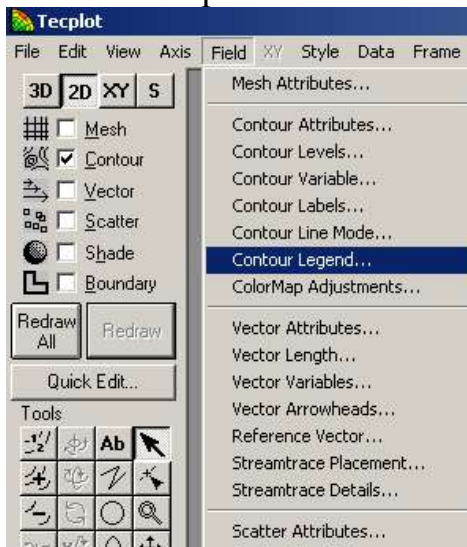 Tecplot
File Edit View Axis Field XY Style Data Frame
3D 2D XY S
Mesh
Contour
Vector
Scatter
Shade
Boundary
Redraw All
Redraw
Quick Edit...
Tools
Ab
Mesh Attributes...
Contour Attributes...
Contour Levels...
Contour Variable...
Contour Labels...
Contour Line Mode...
Contour Legend...
ColorMap Adjustments...
Vector Attributes...
Vector Length...
Vector Variables...
Vector Arrowheads...
Reference Vector...
Streamtrace Placement...
Streamtrace Details...
Scatter Attributes...